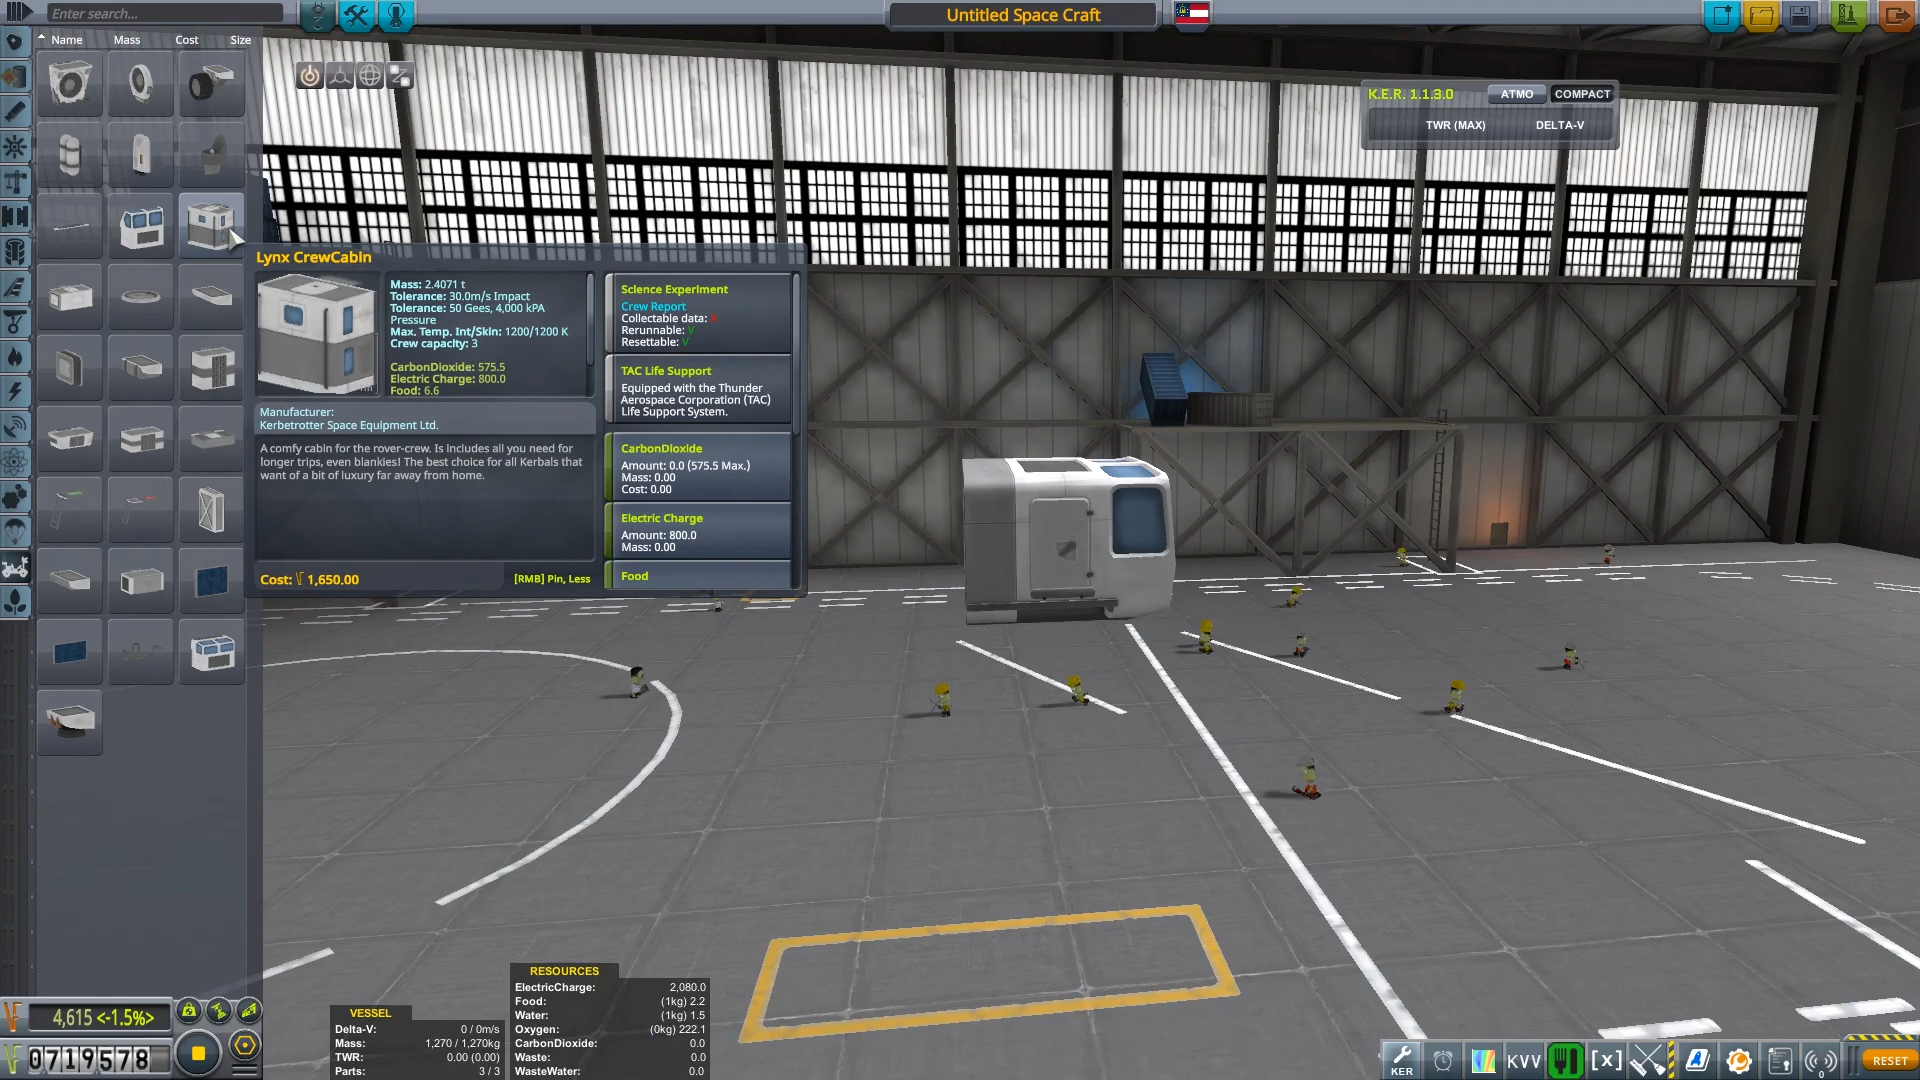 Enter search...
Untitled Space Craft
Name Mass Cost Size
K.E.R. 1.1.3.0 ATMO COMPACT
TWR (MAX) DELTA-V
Lynx CrewCabin
Mass: 2.4071 t
Tolerance: 30.0m/s Impact
Tolerance: 50 Gees, 4,000 kPA
Pressure
Max. Temp. Int/Skin: 1200/1200 K
Crew capacity: 3
CarbonDioxide: 575.5
Electric Charge: 800.0
Food: 6.6
Manufacturer:
Kerbetrotter Space Equipment Ltd.
A comfy cabin for the rover-crew. Is includes all you need for
longer trips, even blankies! The best choice for all Kerbals that
want of a bit of luxury far away from home.
Cost: 1,650.00
[RMB] Pin, Less
Science Experiment
Crew Report
Collectable data: X
Rerunnable: V
Resettable: V
TAC Life Support
Equipped with the Thunder
Aerospace Corporation (TAC)
Life Support System.
CarbonDioxide
Amount: 0.0 (575.5 Max.)
Mass: 0.00
Cost: 0.00
Electric Charge
Amount: 800.0
Mass: 0.00
Food
4,615 <-1.5%>
0719578
VESSEL
Delta-V: 0 / 0m/s
Mass: 1,270 / 1,270kg
TWR: 0.00 (0.00)
Parts: 3 / 3
RESOURCES
ElectricCharge: 2,080.0
Food: (1kg) 2.2
Water: (1kg) 1.5
Oxygen: (0kg) 222.1
CarbonDioxide: 0.0
Waste: 0.0
WasteWater: 0.0
KER
KVV
[x]
0
RESET